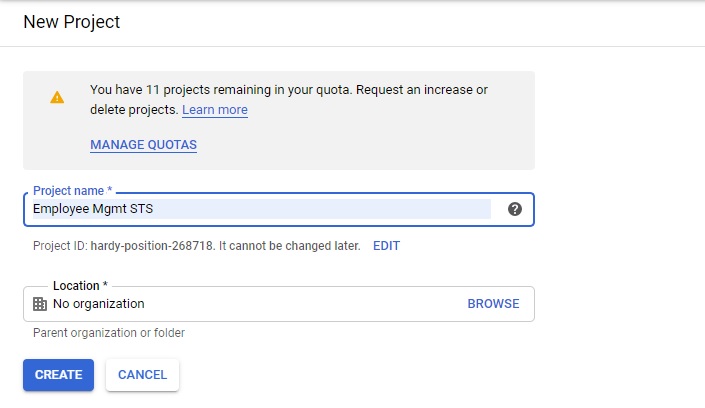 New Project
You have 11 projects remaining in your quota. Request an increase or
delete projects. Learn more
MANAGE QUOTAS
Project name *
Employee Mgmt STS
Project ID: hardy-position-268718. It cannot be changed later. EDIT
Location *
No organization BROWSE
Parent organization or folder
CREATE CANCEL